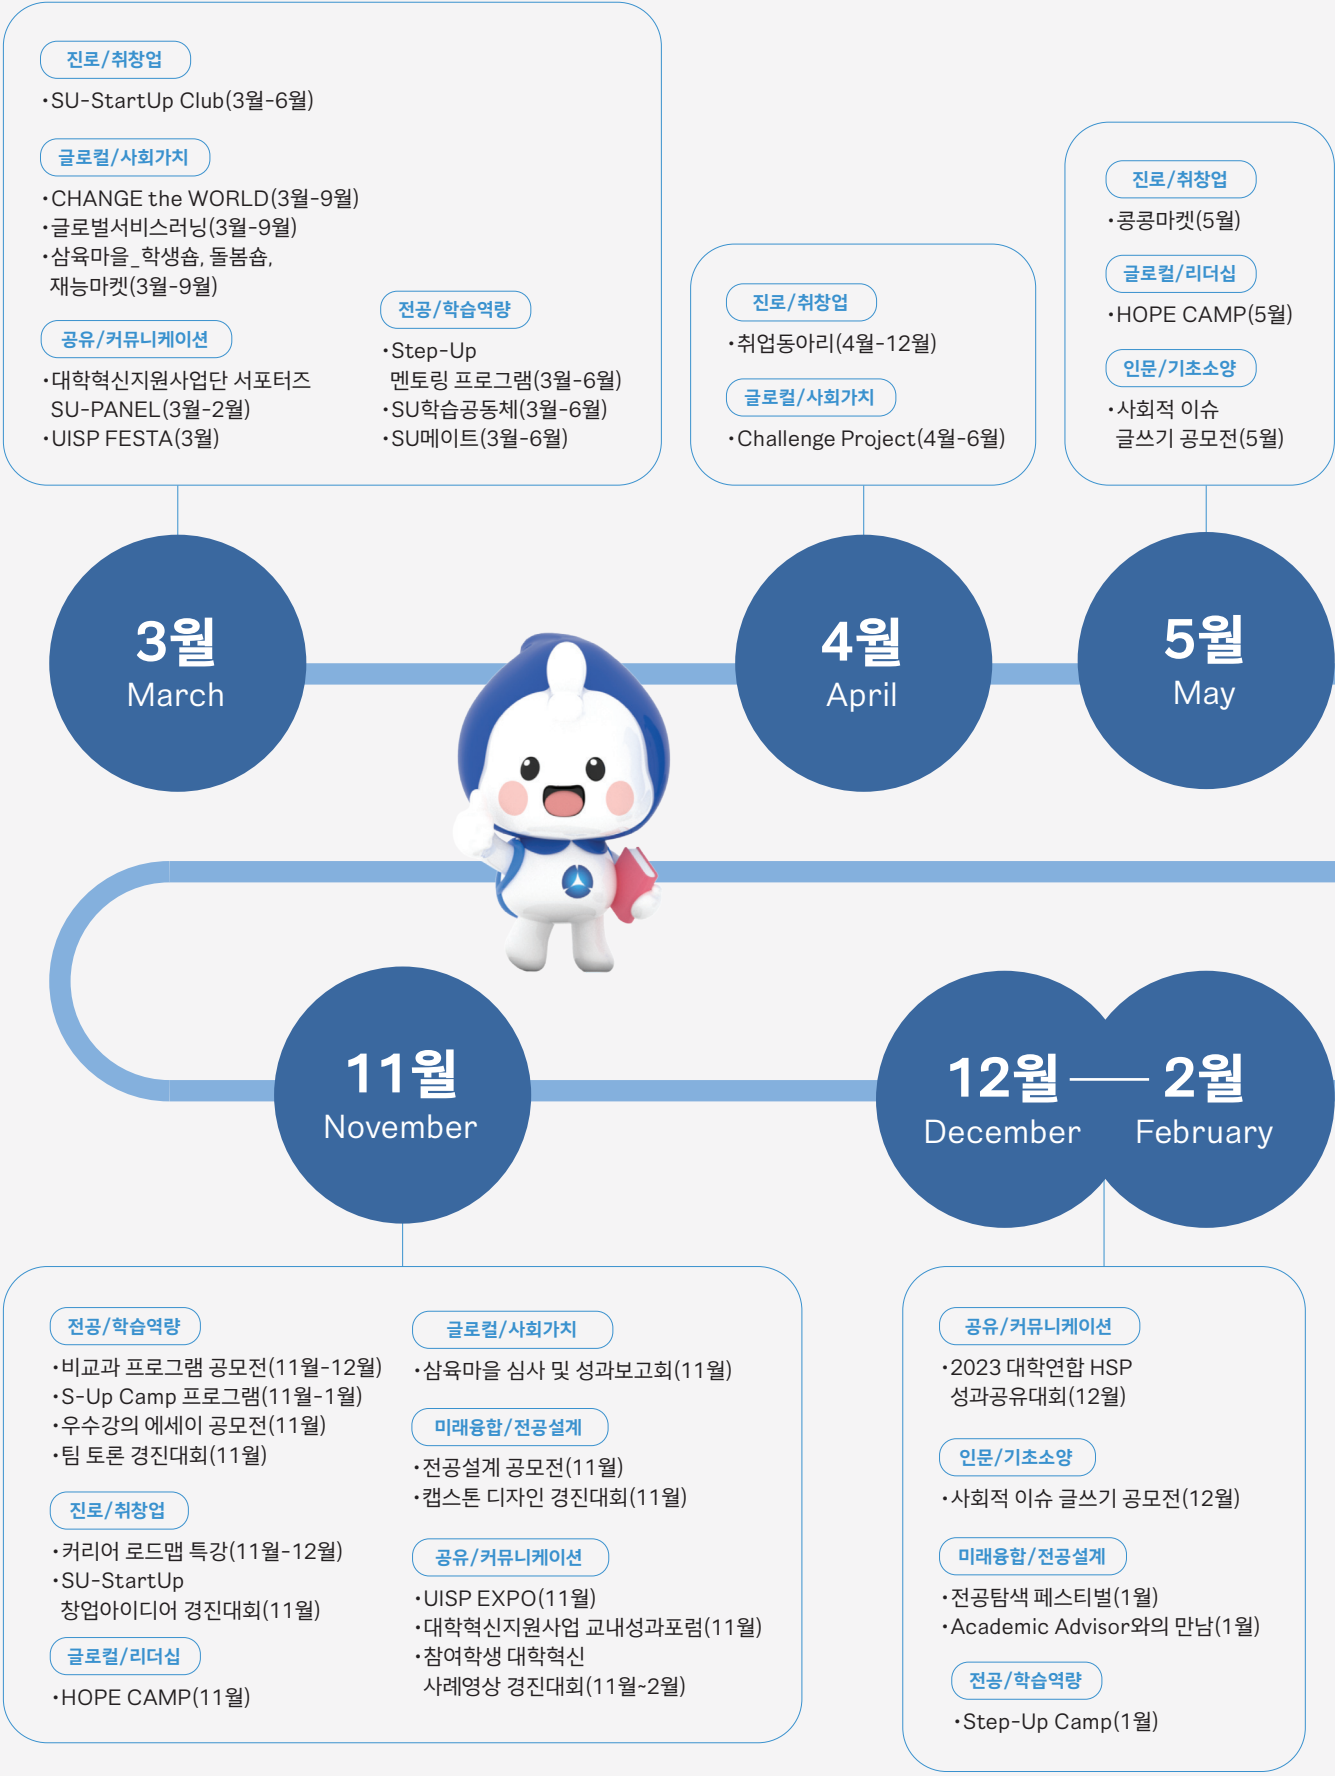 진로/취창업
·SU-StartUp Club(3월-6월)
글로컬/사회가치
·CHANGE the WORLD(3월-9월)
·글로벌서비스러닝(3월-9월)
·삼육마을_학생숍, 돌봄숍,
재능마켓(3월-9월)
공유/커뮤니케이션
·대학혁신지원사업단 서포터즈
SU-PANEL(3월-2월)
·UISP FESTA(3월)
전공/학습역량
·Step-Up
멘토링 프로그램(3월-6월)
·SU학습공동체(3월-6월)
·SU메이트(3월-6월)
진로/취창업
·취업동아리(4월-12월)
글로컬/사회가치
·Challenge Project(4월-6월)
진로/취창업
·콩콩마켓(5월)
글로컬/리더십
·HOPE CAMP(5월)
인문/기초소양
·사회적 이슈
글쓰기 공모전(5월)
3월
March
4월
April
5월
May
11월
November
12월 — 2월
December February
전공/학습역량
·비교과 프로그램 공모전(11월-12월)
·S-Up Camp 프로그램(11월-1월)
·우수강의 에세이 공모전(11월)
·팀 토론 경진대회(11월)
진로/취창업
·커리어 로드맵 특강(11월-12월)
·SU-StartUp
창업아이디어 경진대회(11월)
글로컬/리더십
·HOPE CAMP(11월)
글로컬/사회가치
·삼육마을 심사 및 성과보고회(11월)
미래융합/전공설계
·전공설계 공모전(11월)
·캡스톤 디자인 경진대회(11월)
공유/커뮤니케이션
·UISP EXPO(11월)
·대학혁신지원사업 교내성과포럼(11월)
·참여학생 대학혁신
사례영상 경진대회(11월~2월)
공유/커뮤니케이션
·2023 대학연합 HSP
성과공유대회(12월)
인문/기초소양
·사회적 이슈 글쓰기 공모전(12월)
미래융합/전공설계
·전공탐색 페스티벌(1월)
·Academic Advisor와의 만남(1월)
전공/학습역량
·Step-Up Camp(1월)